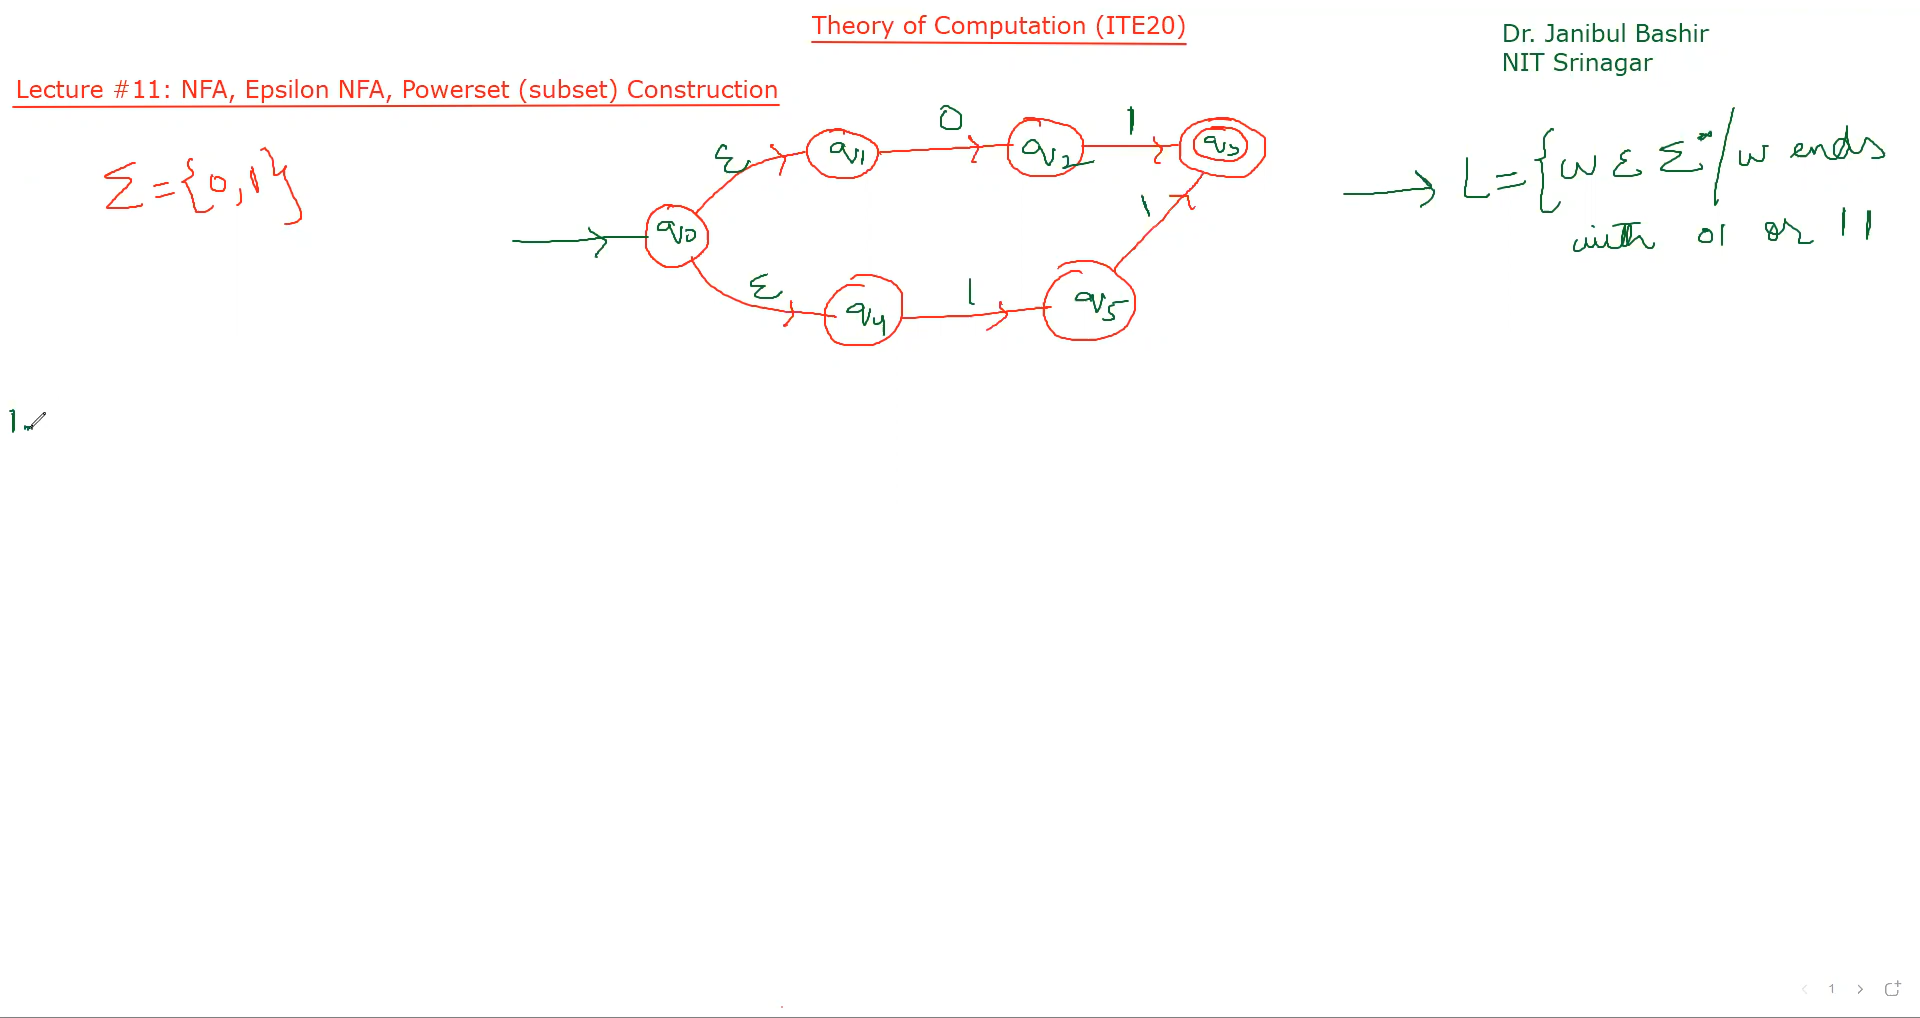 Theory of Computation (ITE20)
Dr. Janibul Bashir
NIT Srinagar
Lecture #11: NFA, Epsilon NFA, Powerset (subset) Construction
Σ={0,1}
ε q1 0 q2 1 q3
q0
ε q4 1 q5 1
L={w ε Σ*/w ends
with 01 or 11
1.
1